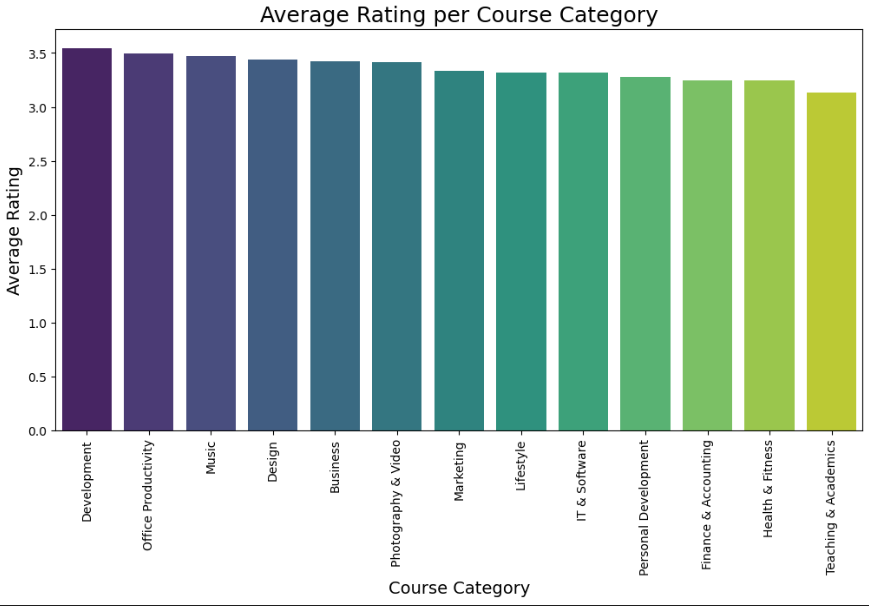 Average Rating per Course Category
Average Rating
3.5
3.0
2.5
2.0
1.5
1.0
0.5
0.0
Development
Office Productivity
Music
Design
Business
Photography & Video
Marketing
Lifestyle
IT & Software
Personal Development
Finance & Accounting
Health & Fitness
Teaching & Academics
Course Category